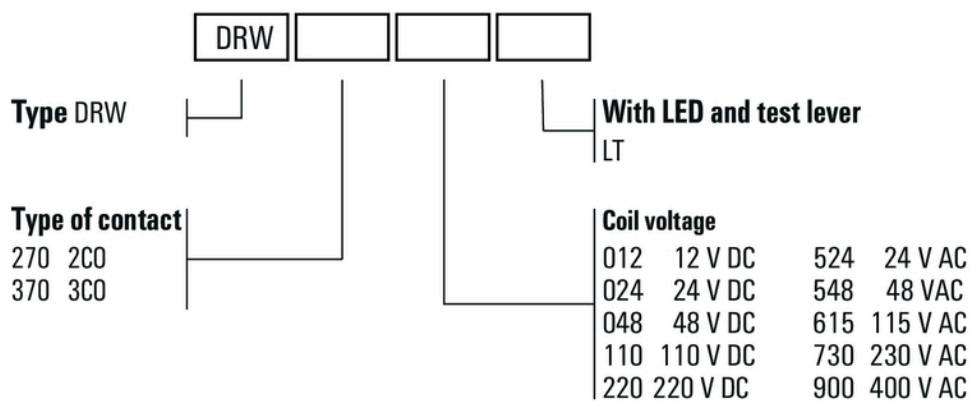 DRW
Type DRW
With LED and test lever
LT
Type of contact
270 2CO
370 3CO
Coil voltage
012 12 V DC 524 24 V AC
024 24 V DC 548 48 VAC
048 48 V DC 615 115 V AC
110 110 V DC 730 230 V AC
220 220 V DC 900 400 V AC